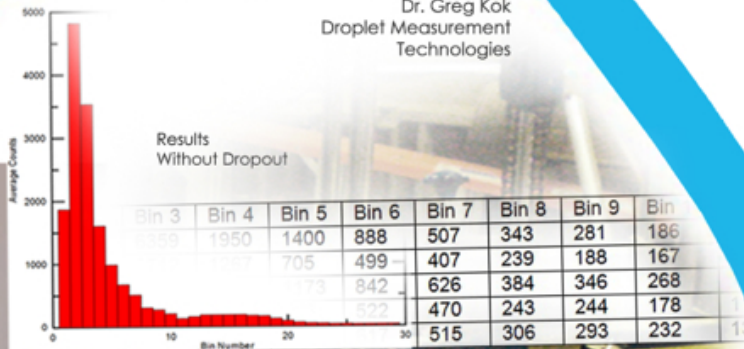 Dr. Greg Kok
Droplet Measurement
Technologies
5000
4000
3000
2000
1000
0
Average Counts
Results
Without Dropout
Bin 3 Bin 4 Bin 5 Bin 6 Bin 7 Bin 8 Bin 9 Bin
1950 1400 888 507 343 281 186
705 499 407 239 188 167
842 626 384 346 268
522 470 243 244 178
515 306 293 232
0 10 20 30
Bin Number